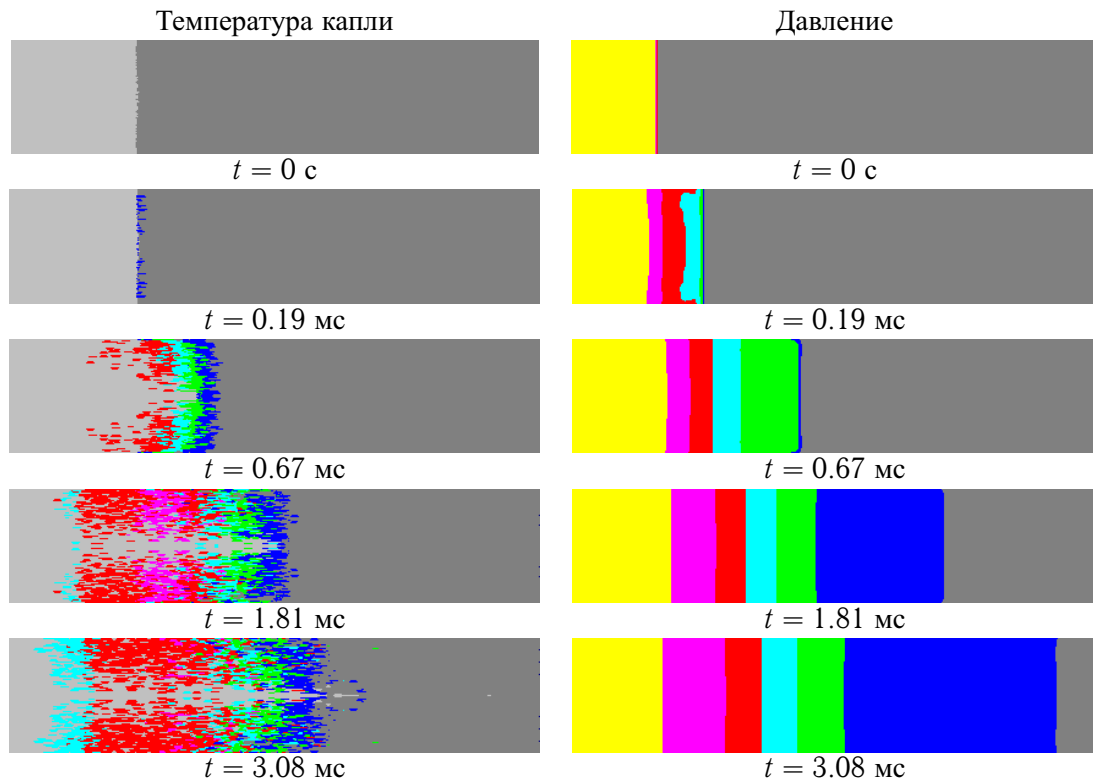 Температура капли Давление
t = 0 с t = 0 с
t = 0.19 мс t = 0.19 мс
t = 0.67 мс t = 0.67 мс
t = 1.81 мс t = 1.81 мс
t = 3.08 мс t = 3.08 мс